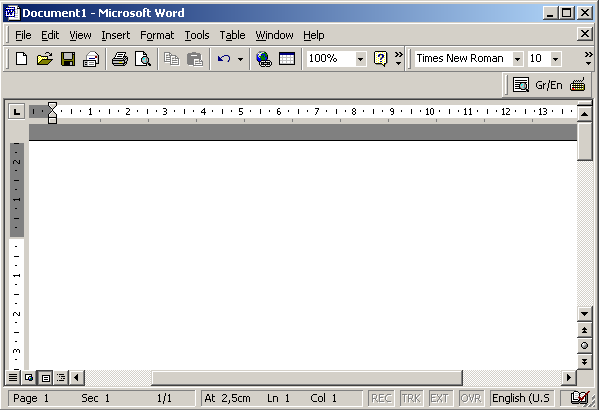 Document1 - Microsoft Word
File Edit View Insert Format Tools Table Window Help
100% Times New Roman 10
Gr/En
1 2 3 4 5 6 7 8 9 10 11 12 13
2
1
1
2
3
Page 1 Sec 1 1/1 At 2,5cm Ln 1 Col 1 REC TRK EXT OVR English (U.S